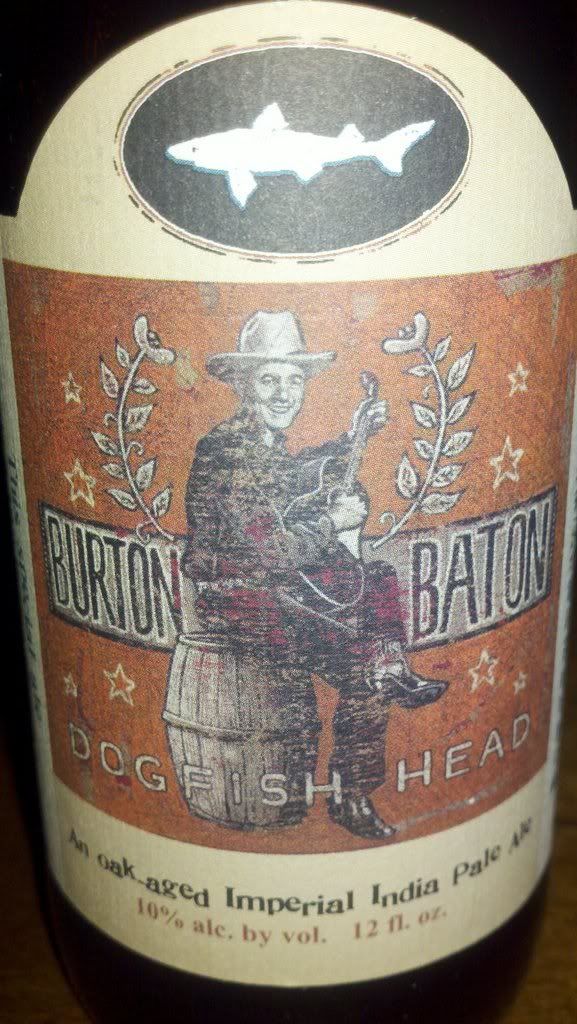 BURTON BATON
DOGFISH HEAD
An oak-aged Imperial India Pale Ale
10% alc. by vol. 12 fl. oz.